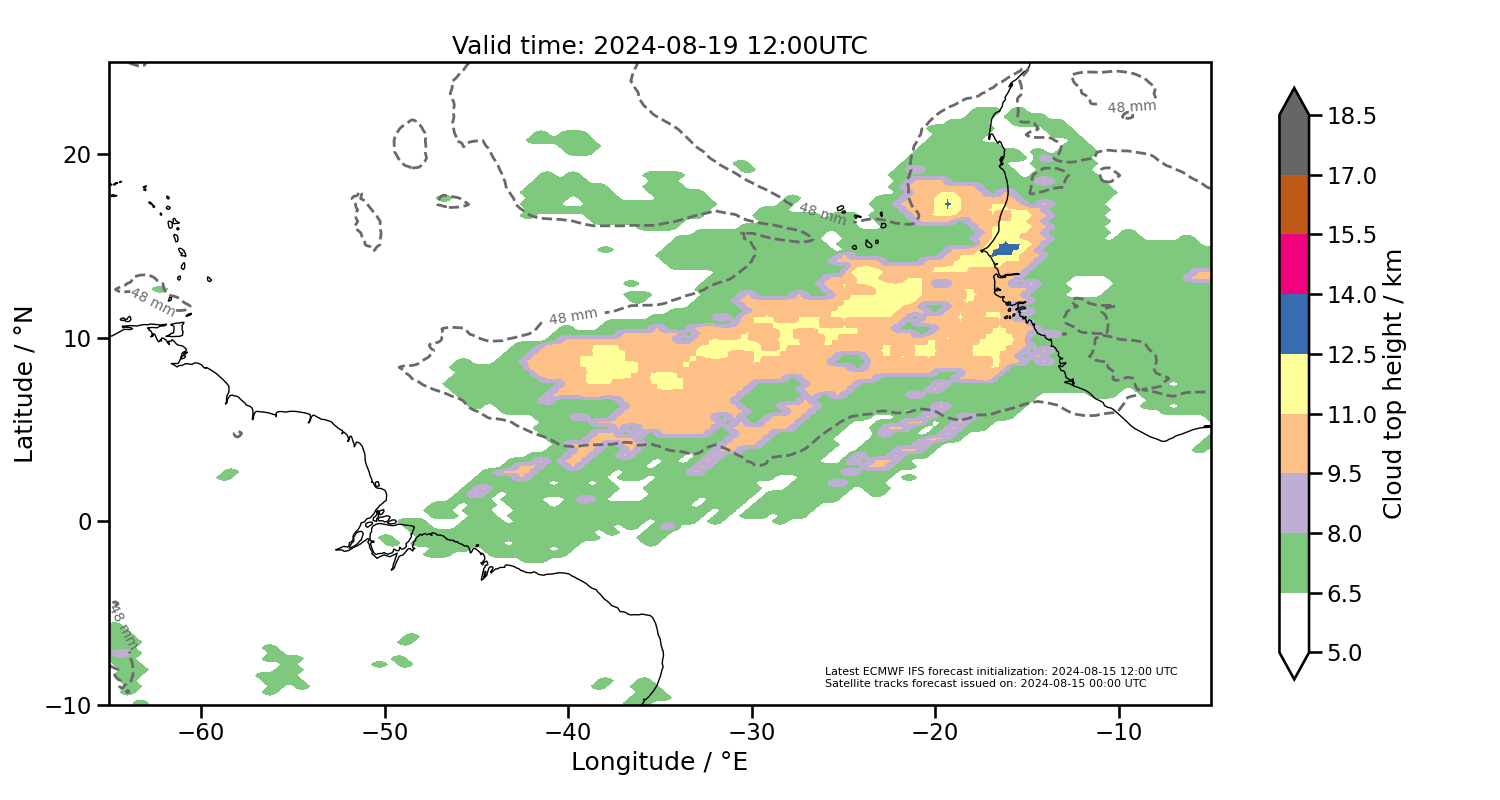 Valid time: 2024-08-19 12:00UTC
48 mm
48 mm
48 mm
48 mm
48 mm
20
10
0
−10
−60
−50
−40
−30
−20
−10
Latitude / °N
Longitude / °E
Latest ECMWF IFS forecast initialization: 2024-08-15 12:00 UTC
Satellite tracks forecast issued on: 2024-08-15 00:00 UTC
18.5
17.0
15.5
14.0
12.5
11.0
9.5
8.0
6.5
5.0
Cloud top height / km